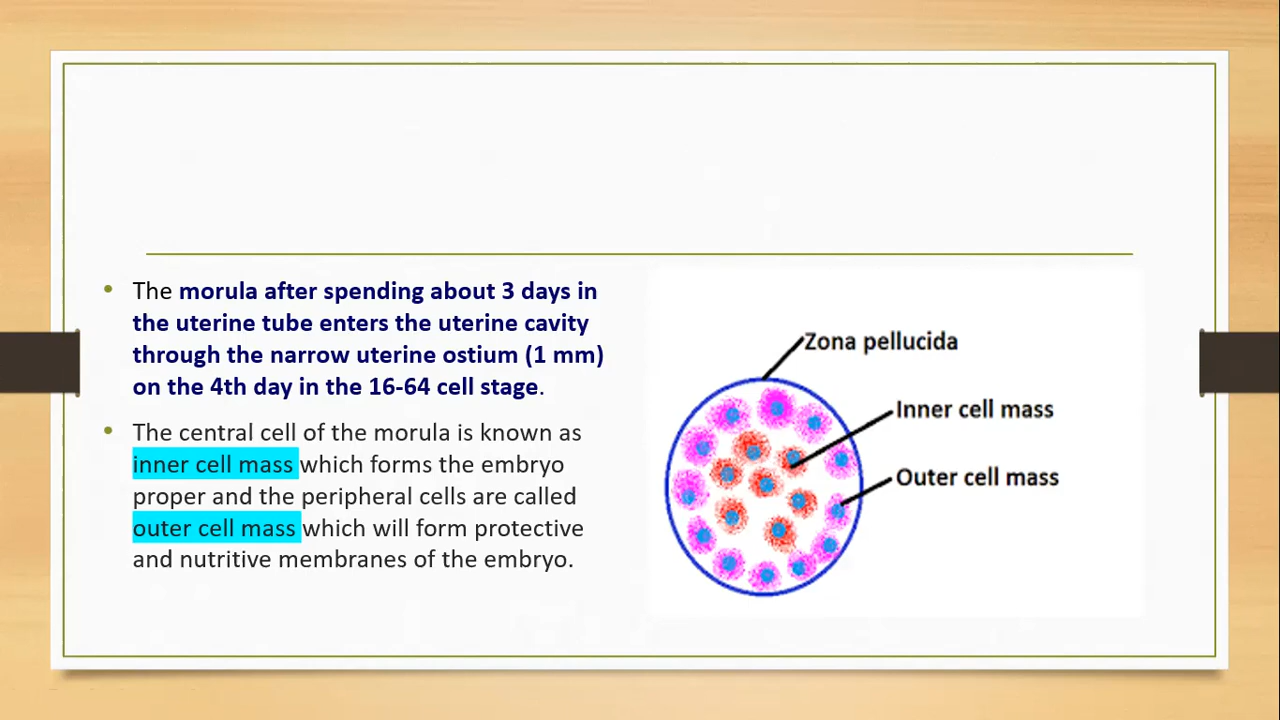 The morula after spending about 3 days in
the uterine tube enters the uterine cavity
through the narrow uterine ostium (1 mm)
on the 4th day in the 16-64 cell stage.
The central cell of the morula is known as
inner cell mass which forms the embryo
proper and the peripheral cells are called
outer cell mass which will form protective
and nutritive membranes of the embryo.
Zona pellucida
Inner cell mass
Outer cell mass